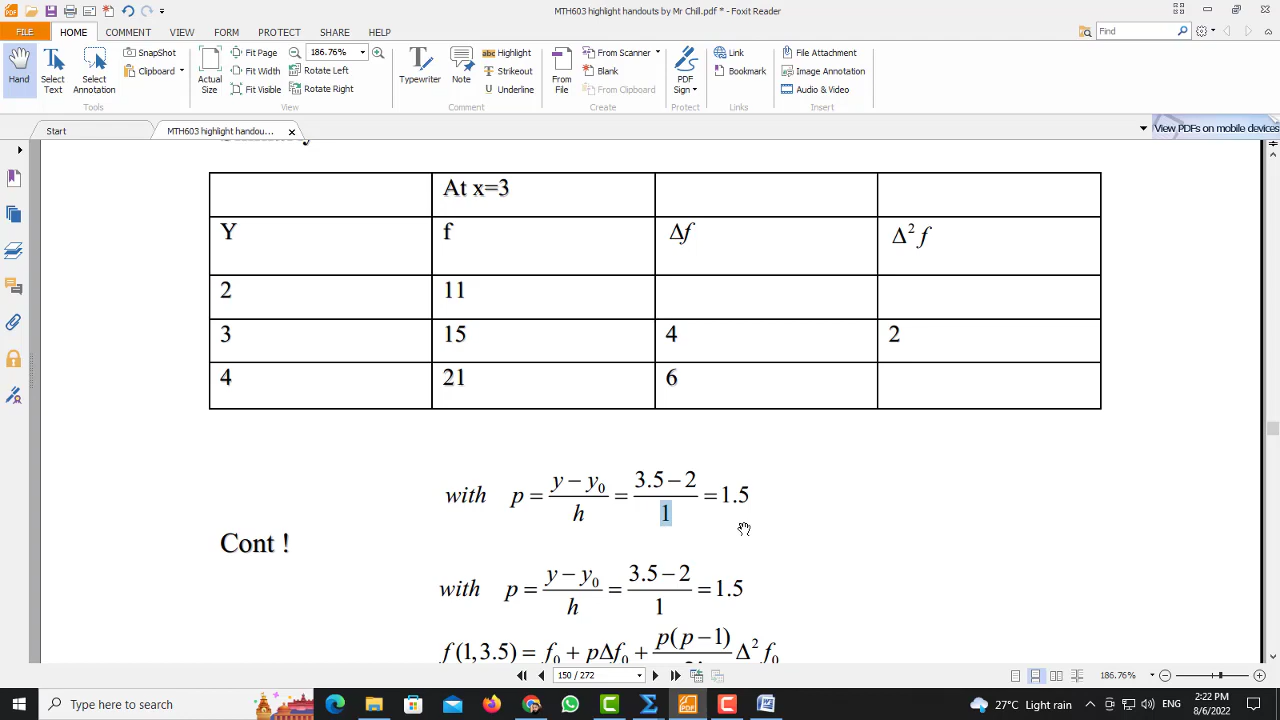 MTH603 highlight handouts by Mr Chill.pdf * - Foxit Reader
FILE HOME COMMENT VIEW FORM PROTECT SHARE HELP
Find
Hand
Select Text
Select Annotation
SnapShot
Clipboard
Tools
Actual Size
Fit Page
Fit Width
Fit Visible
186.76%
Rotate Left
Rotate Right
View
Typewriter
Note
Highlight
Strikeout
Underline
Comment
From File
From Scanner
Blank
From Clipboard
Create
PDF Sign
Protect
Link
Bookmark
Links
File Attachment
Image Annotation
Audio & Video
Insert
Start
MTH603 highlight handou...
View PDFs on mobile devices
At x=3
Y f Δf Δ² f
2 11
3 15 4 2
4 21 6
with p = (y − y₀)/h = (3.5 − 2)/1 = 1.5
Cont !
with p = (y − y₀)/h = (3.5 − 2)/1 = 1.5
f (1,3.5) = f₀ + pΔf₀ + p(p − 1) Δ² f₀
150 / 272
186.76%
Type here to search
27°C Light rain
ENG
2:22 PM
8/6/2022